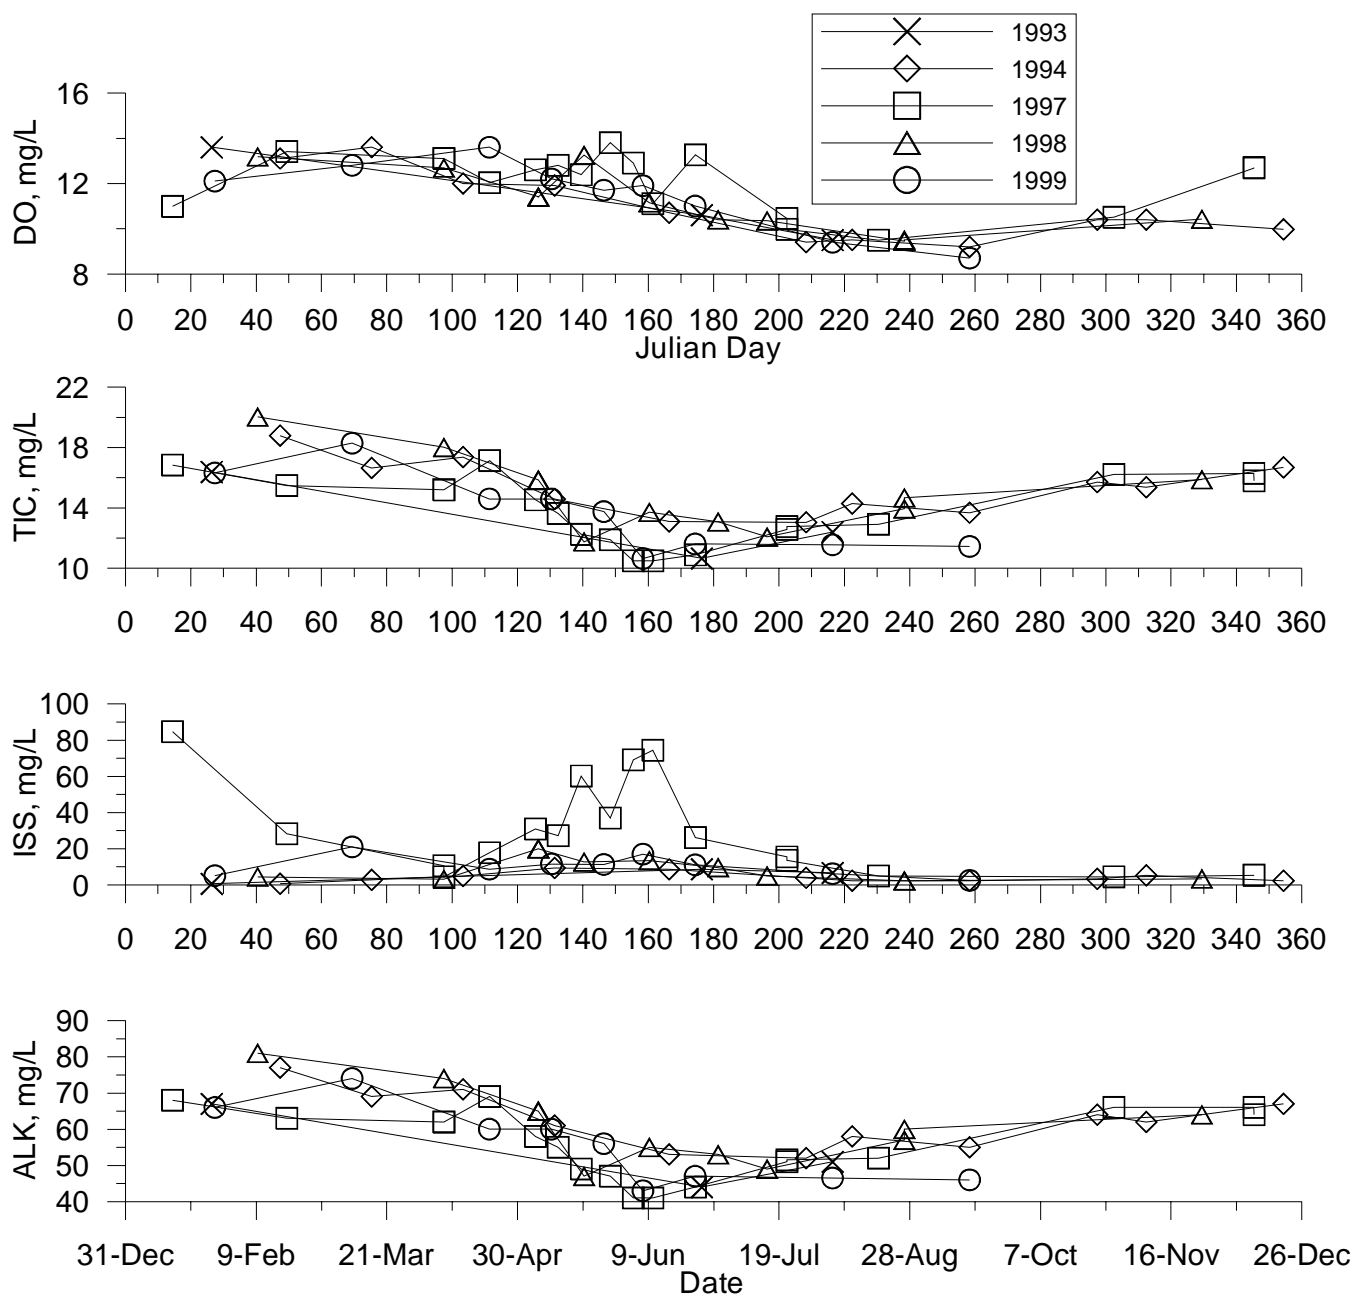 1993
1994
1997
1998
1999
16
12
8
DO, mg/L
0 20 40 60 80 100 120 140 160 180 200 220 240 260 280 300 320 340 360
Julian Day
22
18
14
10
TIC, mg/L
0 20 40 60 80 100 120 140 160 180 200 220 240 260 280 300 320 340 360
100
80
60
40
20
0
ISS, mg/L
0 20 40 60 80 100 120 140 160 180 200 220 240 260 280 300 320 340 360
90
80
70
60
50
40
ALK, mg/L
31-Dec 9-Feb 21-Mar 30-Apr 9-Jun 19-Jul 28-Aug 7-Oct 16-Nov 26-Dec
Date